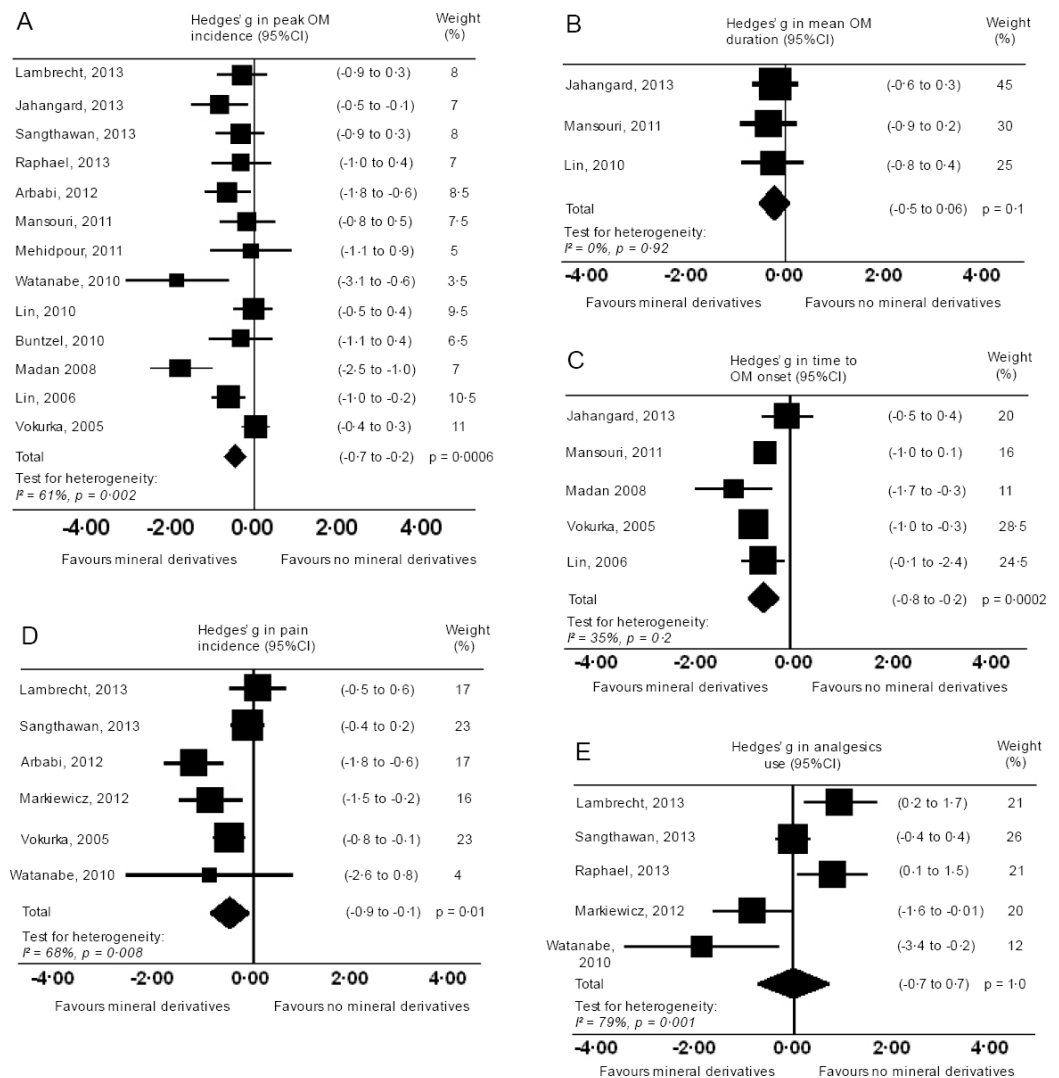 A
Hedges' g in peak OM
incidence (95%CI)
Weight
(%)
Lambrecht, 2013 (-0·9 to 0·3) 8
Jahangard, 2013 (-0·5 to -0·1) 7
Sangthawan, 2013 (-0·9 to 0·3) 8
Raphael, 2013 (-1·0 to 0·4) 7
Arbabi, 2012 (-1·8 to -0·6) 8·5
Mansouri, 2011 (-0·8 to 0·5) 7·5
Mehidpour, 2011 (-1·1 to 0·9) 5
Watanabe, 2010 (-3·1 to -0·6) 3·5
Lin, 2010 (-0·5 to 0·4) 9·5
Buntzel, 2010 (-1·1 to 0·4) 6·5
Madan 2008 (-2·5 to -1·0) 7
Lin, 2006 (-1·0 to -0·2) 10·5
Vokurka, 2005 (-0·4 to 0·3) 11
Total (-0·7 to -0·2) p = 0·0006
Test for heterogeneity:
I² = 61%, p = 0·002
-4·00 -2·00 0·00 2·00 4·00
Favours mineral derivatives Favours no mineral derivatives
B
Hedges' g in mean OM
duration (95%CI)
Weight
(%)
Jahangard, 2013 (-0·6 to 0·3) 45
Mansouri, 2011 (-0·9 to 0·2) 30
Lin, 2010 (-0·8 to 0·4) 25
Total (-0·5 to 0·06) p = 0·1
Test for heterogeneity:
I² = 0%, p = 0·92
-4·00 -2·00 0·00 2·00 4·00
Favours mineral derivatives Favours no mineral derivatives
C
Hedges' g in time to
OM onset (95%CI)
Weight
(%)
Jahangard, 2013 (-0·5 to 0·4) 20
Mansouri, 2011 (-1·0 to 0·1) 16
Madan 2008 (-1·7 to -0·3) 11
Vokurka, 2005 (-1·0 to -0·3) 28·5
Lin, 2006 (-0·1 to -2·4) 24·5
Total (-0·8 to -0·2) p = 0·0002
Test for heterogeneity:
I² = 35%, p = 0·2
-4·00 -2·00 0·00 2·00 4·00
Favours mineral derivatives Favours no mineral derivatives
D
Hedges' g in pain
incidence (95%CI)
Weight
(%)
Lambrecht, 2013 (-0·5 to 0·6) 17
Sangthawan, 2013 (-0·4 to 0·2) 23
Arbabi, 2012 (-1·8 to -0·6) 17
Markiewicz, 2012 (-1·5 to -0·2) 16
Vokurka, 2005 (-0·8 to -0·1) 23
Watanabe, 2010 (-2·6 to 0·8) 4
Total (-0·9 to -0·1) p = 0·01
Test for heterogeneity:
I² = 68%, p = 0·008
-4·00 -2·00 0·00 2·00 4·00
Favours mineral derivatives Favours no mineral derivatives
E
Hedges' g in analgesics
use (95%CI)
Weight
(%)
Lambrecht, 2013 (0·2 to 1·7) 21
Sangthawan, 2013 (-0·4 to 0·4) 26
Raphael, 2013 (0·1 to 1·5) 21
Markiewicz, 2012 (-1·6 to -0·01) 20
Watanabe, (-3·4 to -0·2) 12
2010
Total (-0·7 to 0·7) p = 1·0
Test for heterogeneity:
I² = 79%, p = 0·001
-4·00 -2·00 0·00 2·00 4·00
Favours mineral derivatives Favours no mineral derivatives